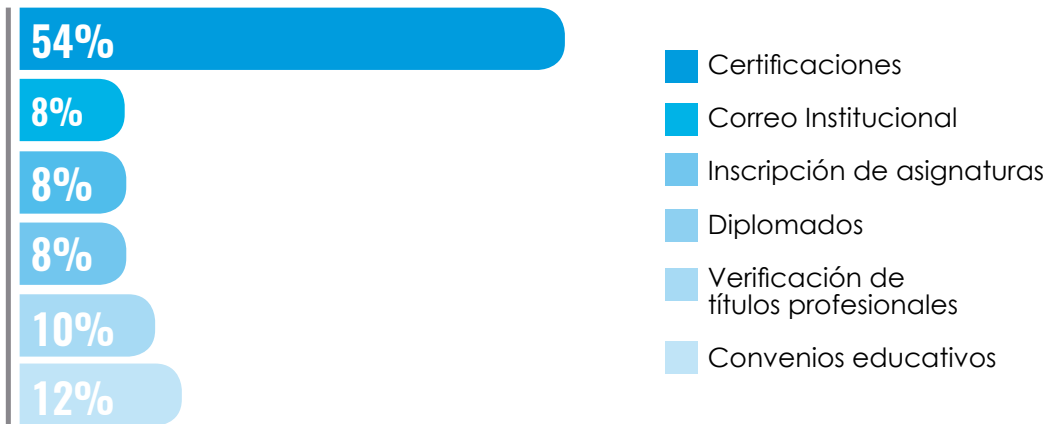 54%
8%
8%
8%
10%
12%
Certificaciones
Correo Institucional
Inscripción de asignaturas
Diplomados
Verificación de
títulos profesionales
Convenios educativos